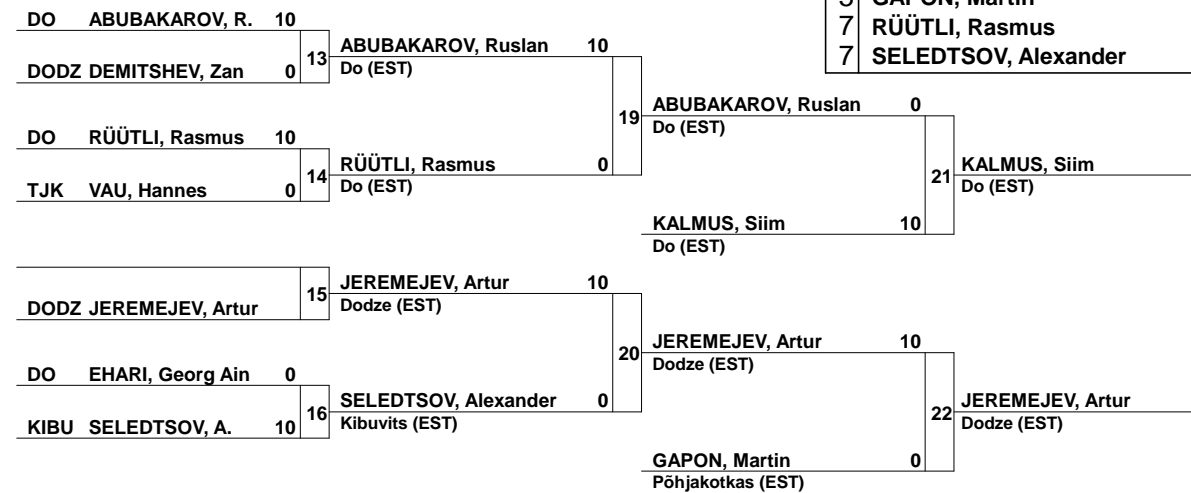 DO ABUBAKAROV, R. 10
13
DODZ DEMITSHEV, Zan 0
ABUBAKAROV, Ruslan 10
Do (EST)
DO RÜÜTLI, Rasmus 10
14
TJK VAU, Hannes 0
RÜÜTLI, Rasmus 0
Do (EST)
19
ABUBAKAROV, Ruslan 0
Do (EST)
KALMUS, Siim 10
Do (EST)
21
KALMUS, Siim
Do (EST)
15
DODZ JEREMEJEV, Artur
JEREMEJEV, Artur 10
Dodze (EST)
DO EHARI, Georg Ain 0
16
KIBU SELEDTSOV, A. 10
SELEDTSOV, Alexander 0
Kibuvits (EST)
20
JEREMEJEV, Artur 10
Dodze (EST)
GAPON, Martin 0
Põhjakotkas (EST)
22
JEREMEJEV, Artur
Dodze (EST)
5 GAPON, Martin
7 RÜÜTLI, Rasmus
7 SELEDTSOV, Alexander